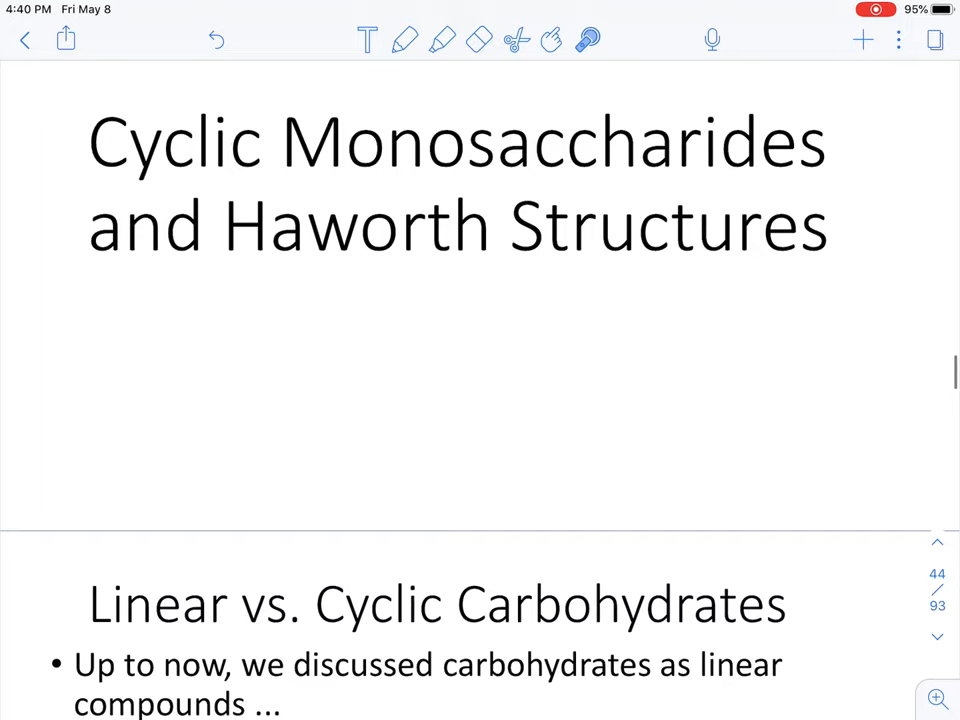 4:40 PM Fri May 8
95%
Cyclic Monosaccharides
and Haworth Structures
44
/
93
Linear vs. Cyclic Carbohydrates
• Up to now, we discussed carbohydrates as linear
compounds ...